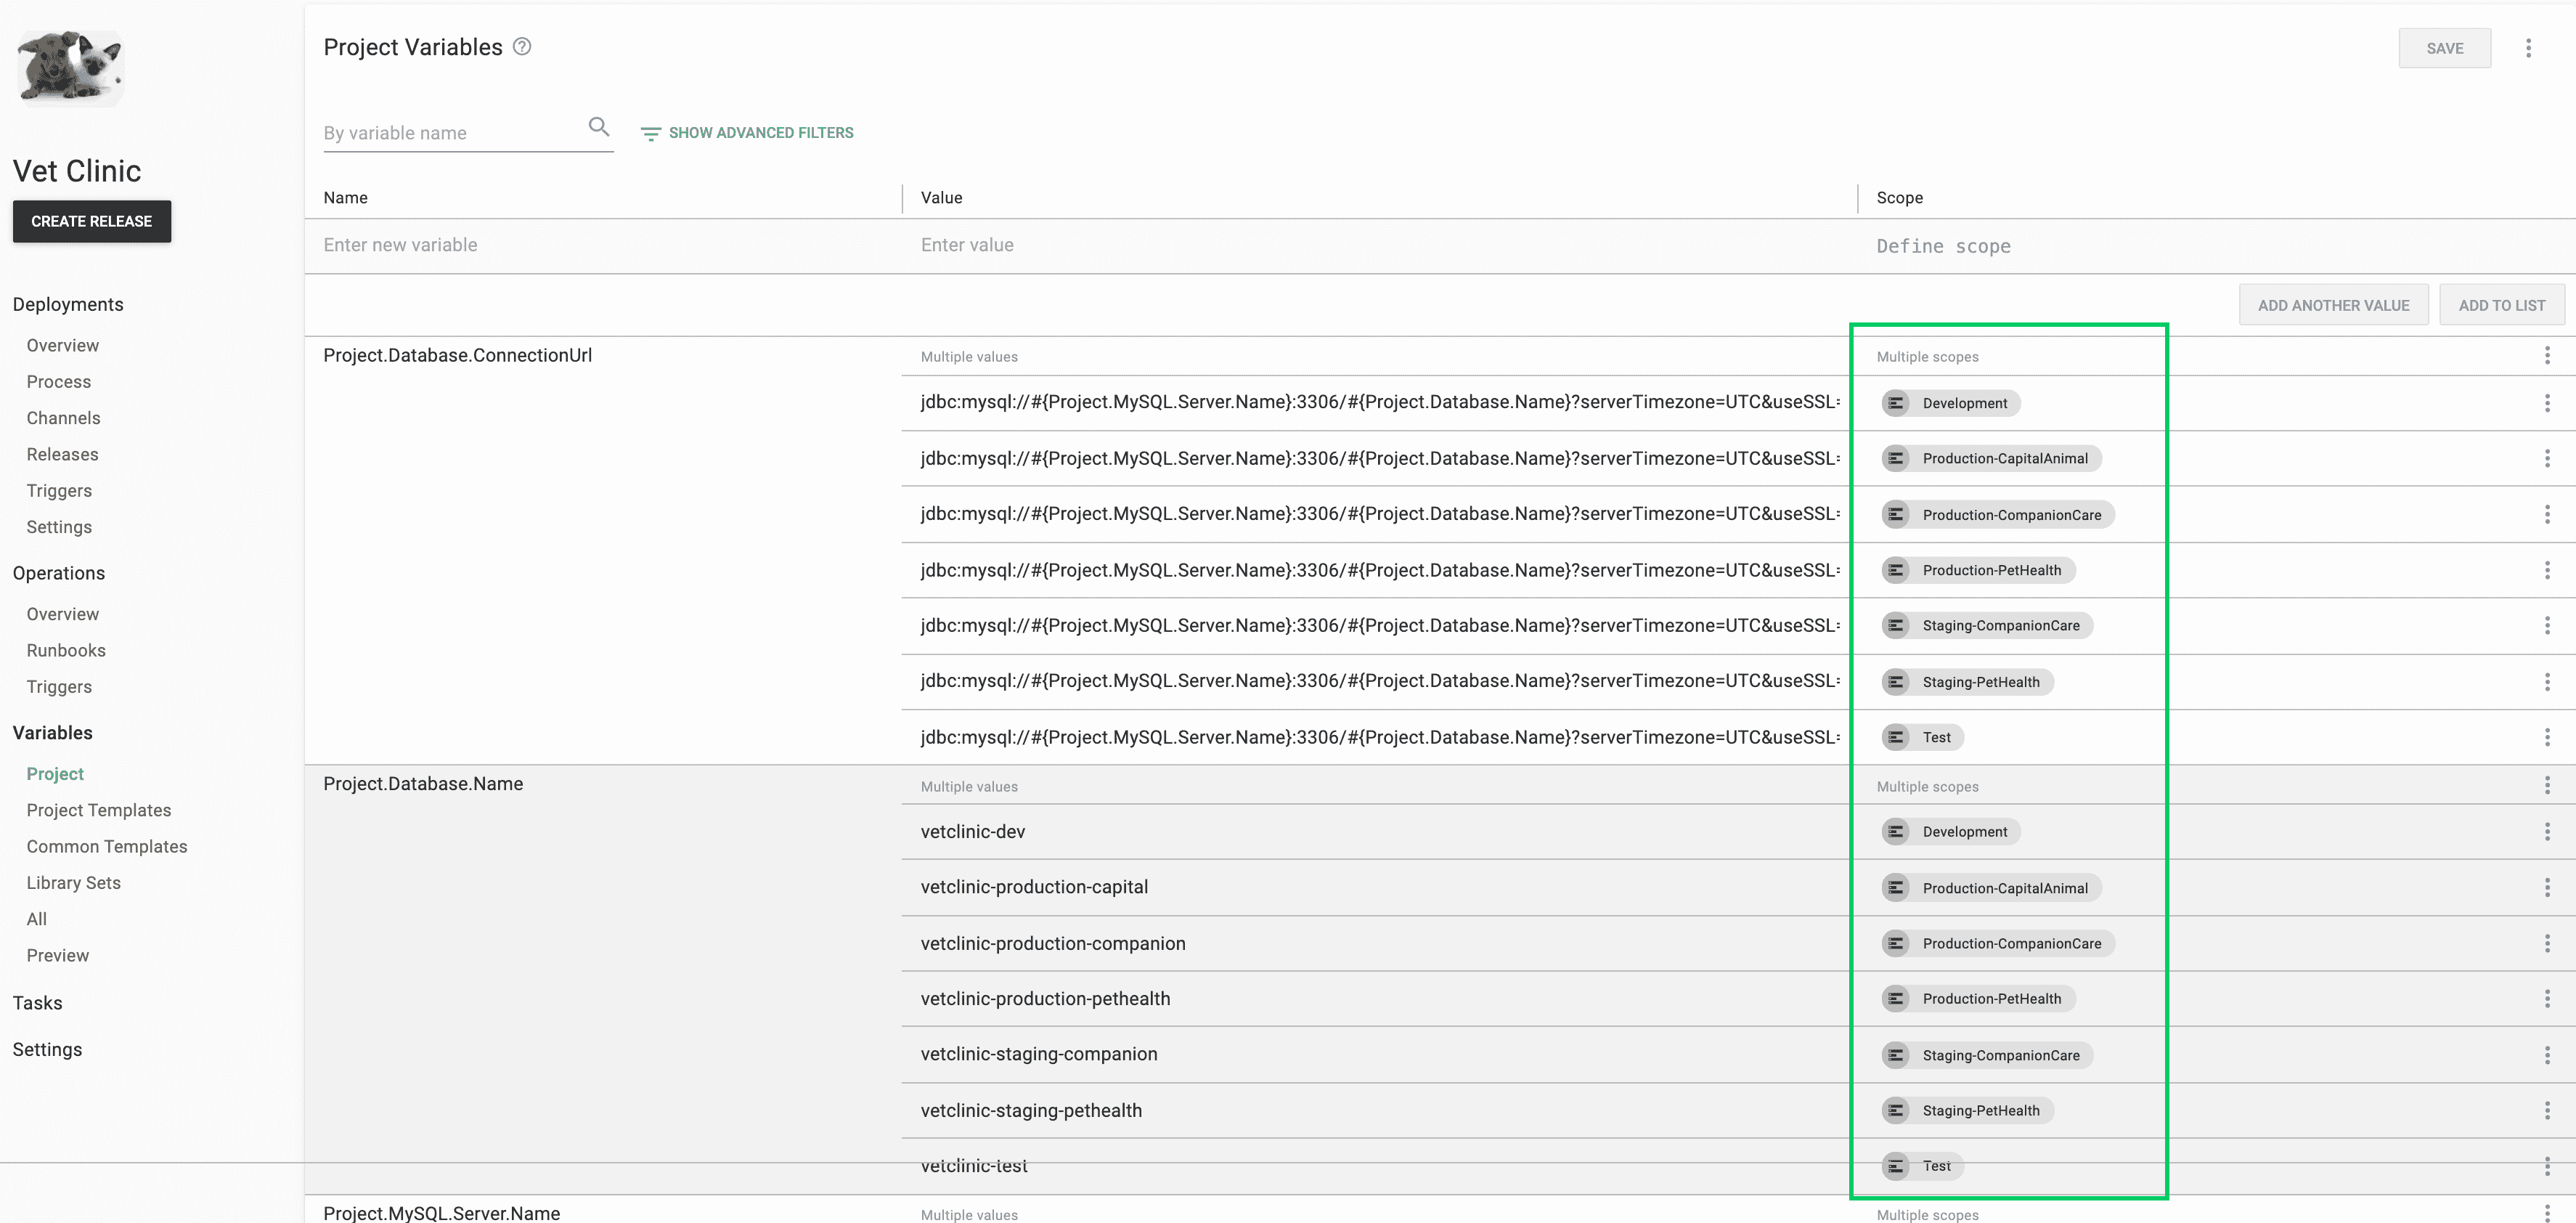 Vet Clinic
CREATE RELEASE
Deployments
Overview
Process
Channels
Releases
Triggers
Settings
Operations
Overview
Runbooks
Triggers
Variables
Project
Project Templates
Common Templates
Library Sets
All
Preview
Tasks
Settings
Project Variables ?
SAVE
By variable name
SHOW ADVANCED FILTERS
Name Value Scope
Enter new variable Enter value Define scope
ADD ANOTHER VALUE ADD TO LIST
Project.Database.ConnectionUrl Multiple values Multiple scopes
jdbc:mysql://#{Project.MySQL.Server.Name}:3306/#{Project.Database.Name}?serverTimezone=UTC&useSSL= Development
jdbc:mysql://#{Project.MySQL.Server.Name}:3306/#{Project.Database.Name}?serverTimezone=UTC&useSSL= Production-CapitalAnimal
jdbc:mysql://#{Project.MySQL.Server.Name}:3306/#{Project.Database.Name}?serverTimezone=UTC&useSSL= Production-CompanionCare
jdbc:mysql://#{Project.MySQL.Server.Name}:3306/#{Project.Database.Name}?serverTimezone=UTC&useSSL= Production-PetHealth
jdbc:mysql://#{Project.MySQL.Server.Name}:3306/#{Project.Database.Name}?serverTimezone=UTC&useSSL= Staging-CompanionCare
jdbc:mysql://#{Project.MySQL.Server.Name}:3306/#{Project.Database.Name}?serverTimezone=UTC&useSSL= Staging-PetHealth
jdbc:mysql://#{Project.MySQL.Server.Name}:3306/#{Project.Database.Name}?serverTimezone=UTC&useSSL= Test
Project.Database.Name Multiple values Multiple scopes
vetclinic-dev Development
vetclinic-production-capital Production-CapitalAnimal
vetclinic-production-companion Production-CompanionCare
vetclinic-production-pethealth Production-PetHealth
vetclinic-staging-companion Staging-CompanionCare
vetclinic-staging-pethealth Staging-PetHealth
vetclinic-test Test
Project.MySQL.Server.Name Multiple values Multiple scopes